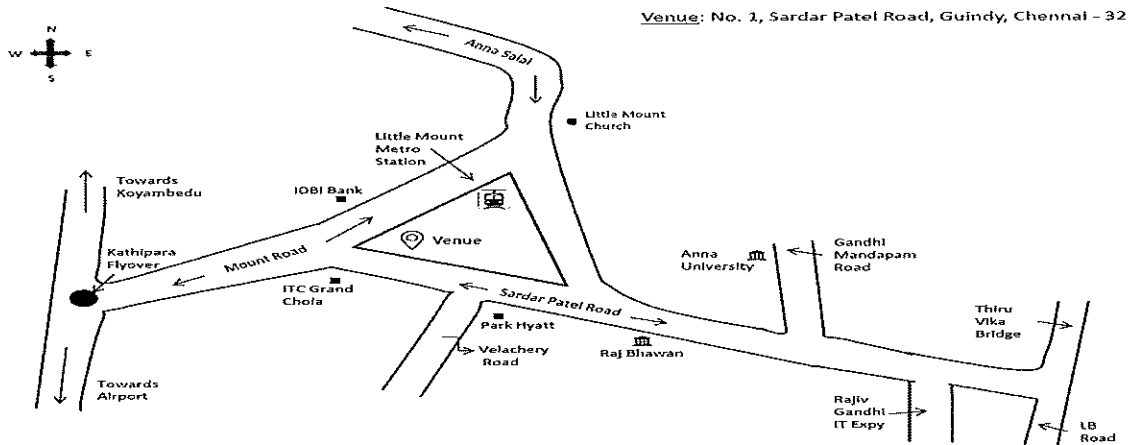 Venue: No. 1, Sardar Patel Road, Guindy, Chennai – 32
N
W E
S
Anna Salai
Little Mount
Church
Little Mount
Metro
Station
Towards
Koyambedu
IOBI Bank
Kathipara
Flyover
Mount Road
Venue
ITC Grand
Chola
Anna
University
Gandhi
Mandapam
Road
Sardar Patel Road
Park Hyatt
Velachery
Road
Raj Bhawan
Thiru
Vika
Bridge
Towards
Airport
Rajiv
Gandhi
IT Expy
LB
Road